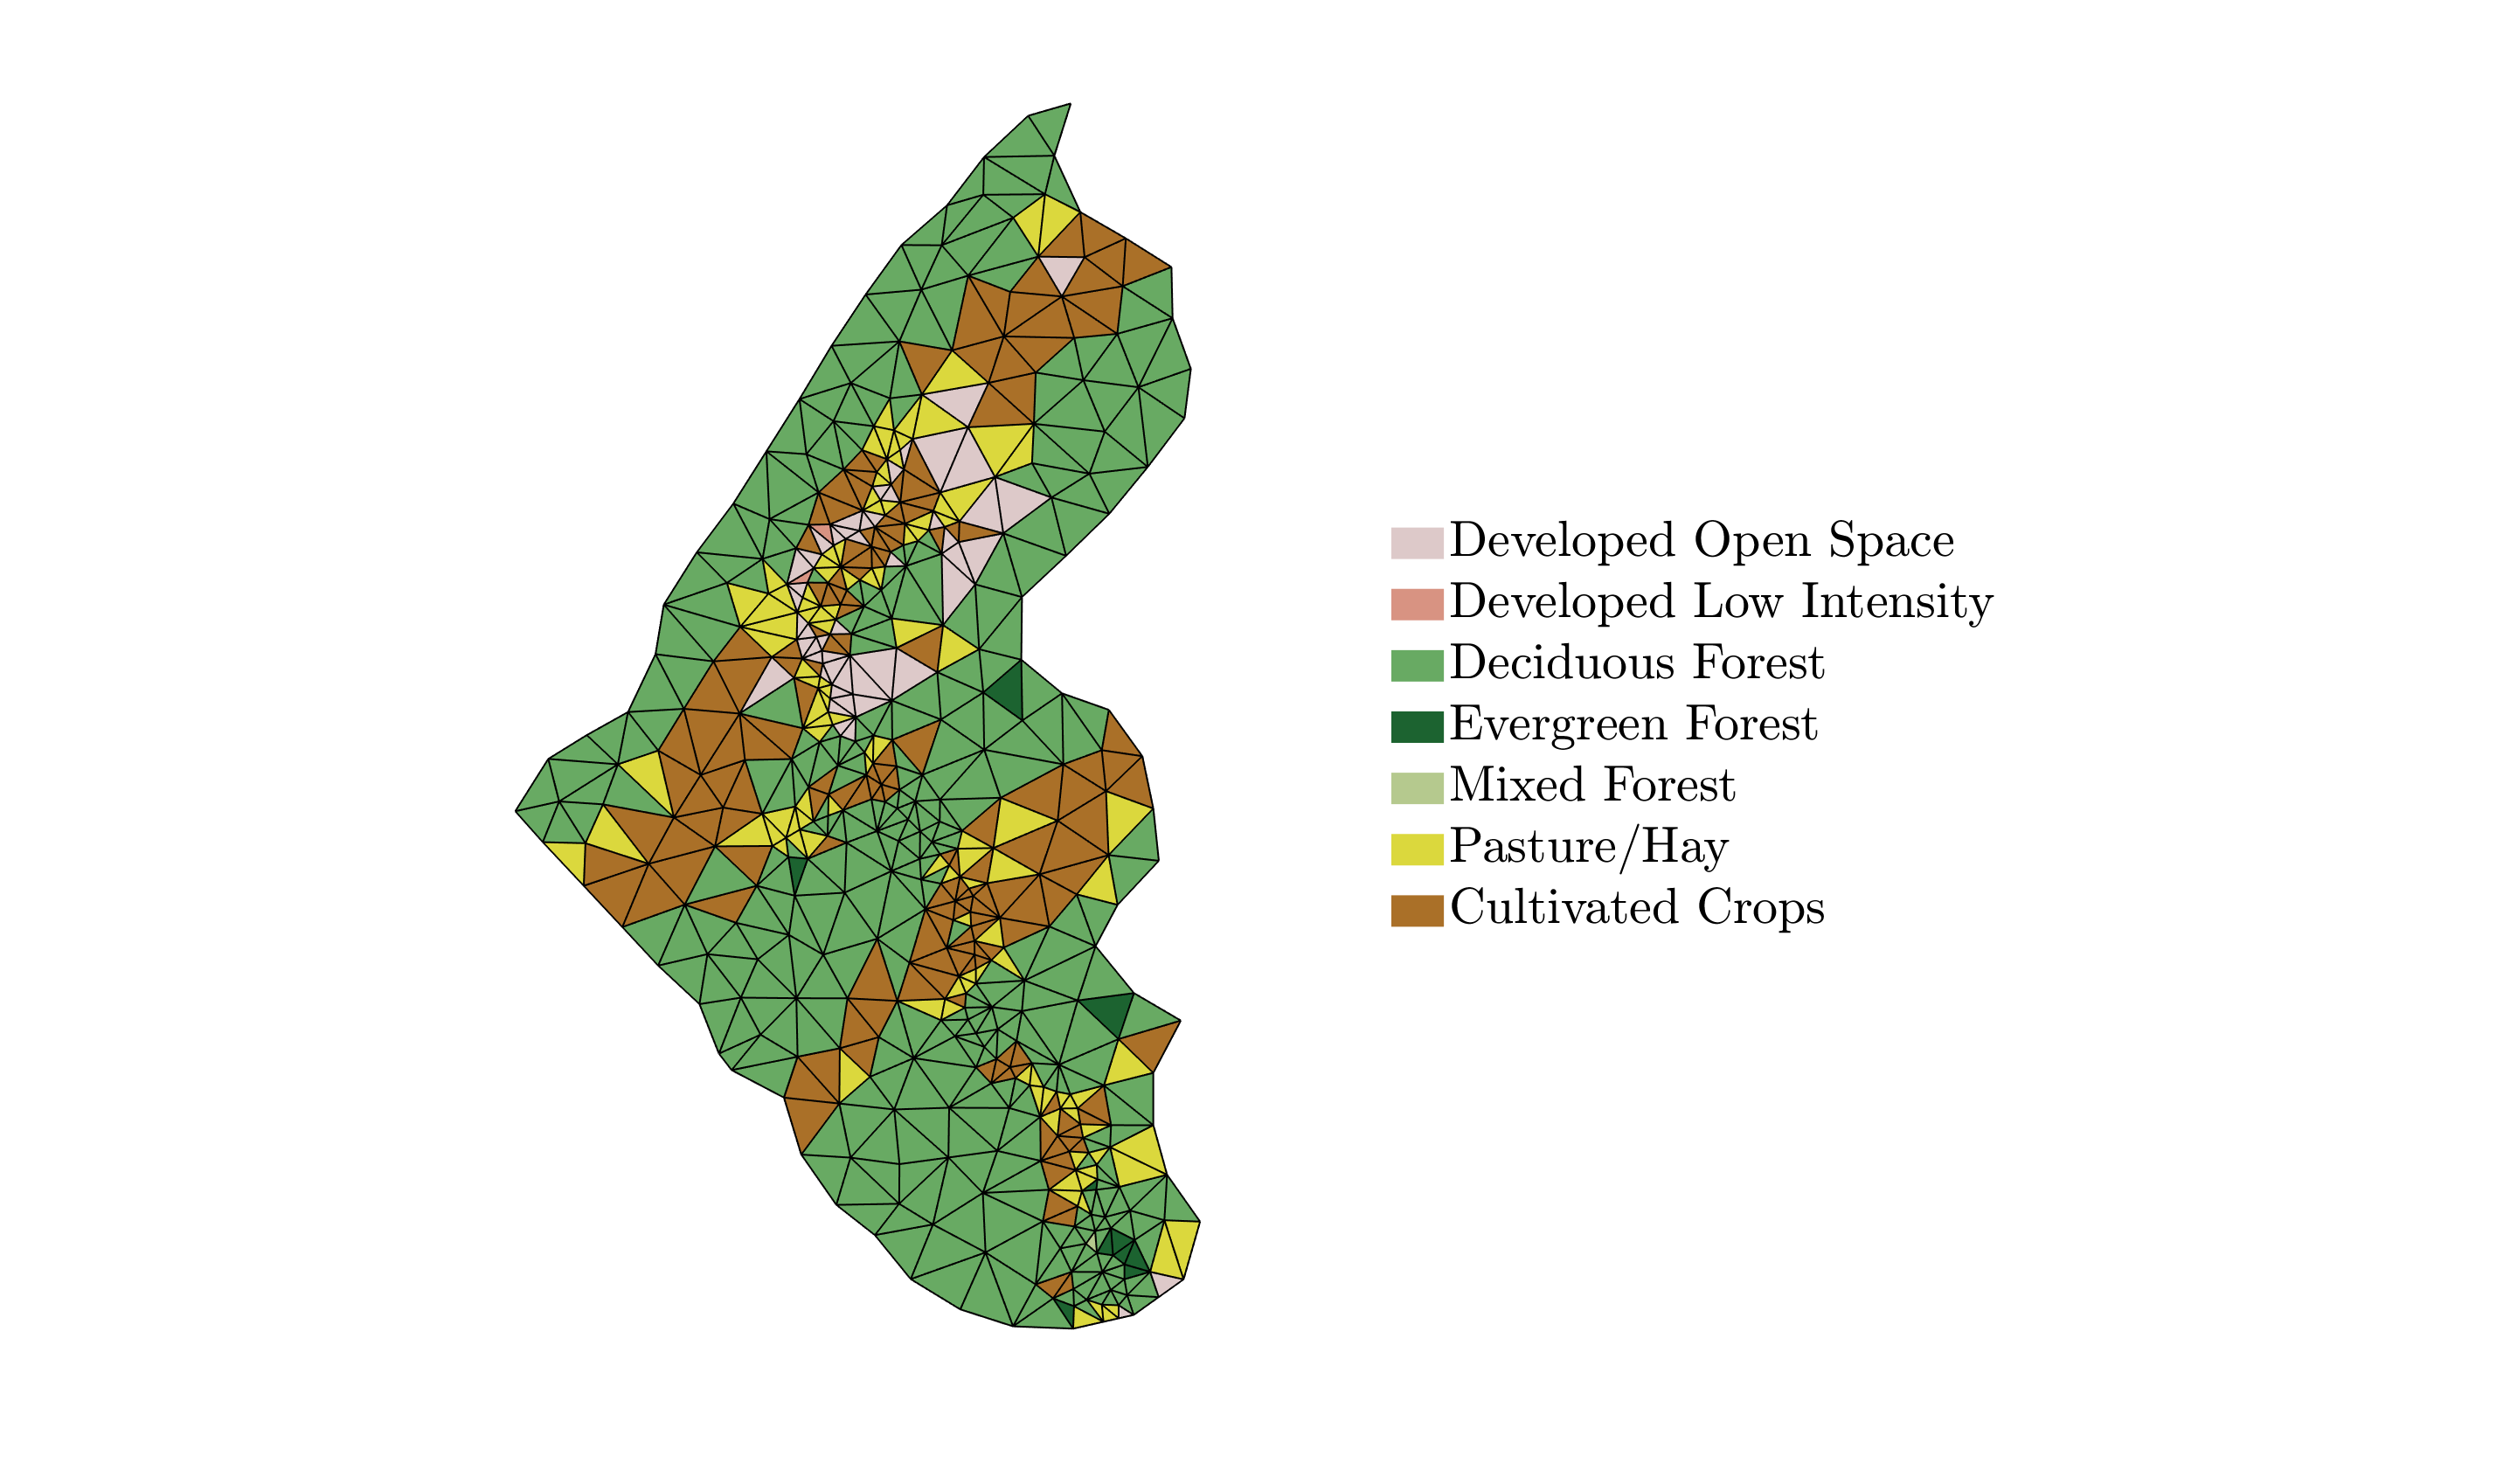 Developed Open Space
Developed Low Intensity
Deciduous Forest
Evergreen Forest
Mixed Forest
Pasture/Hay
Cultivated Crops